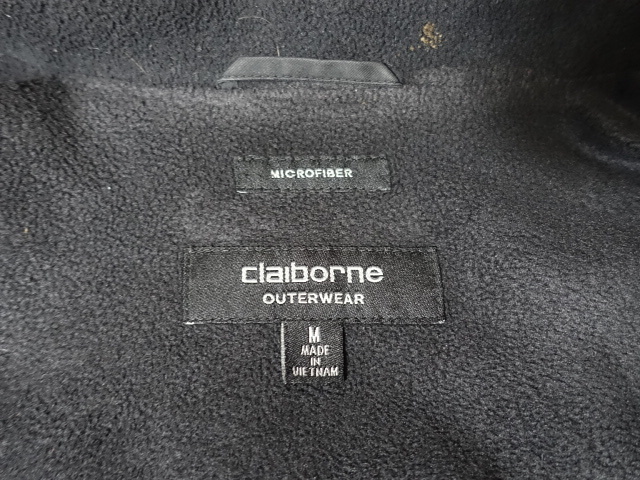 MICROFIBER
claiborne
OUTERWEAR
M
MADE
IN
VIETNAM